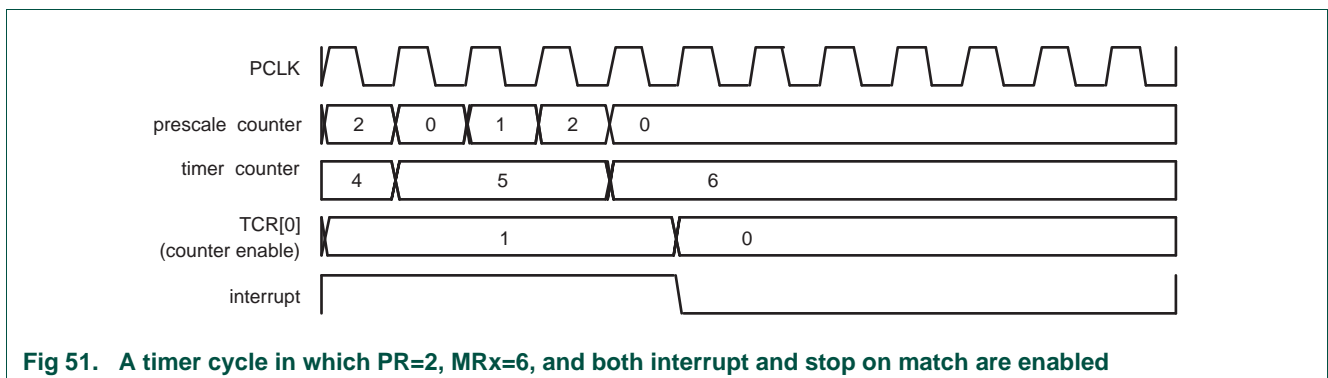 PCLK
prescale counter 2 0 1 2 0
timer counter 4 5 6
TCR[0]
(counter enable) 1 0
interrupt
Fig 51. A timer cycle in which PR=2, MRx=6, and both interrupt and stop on match are enabled